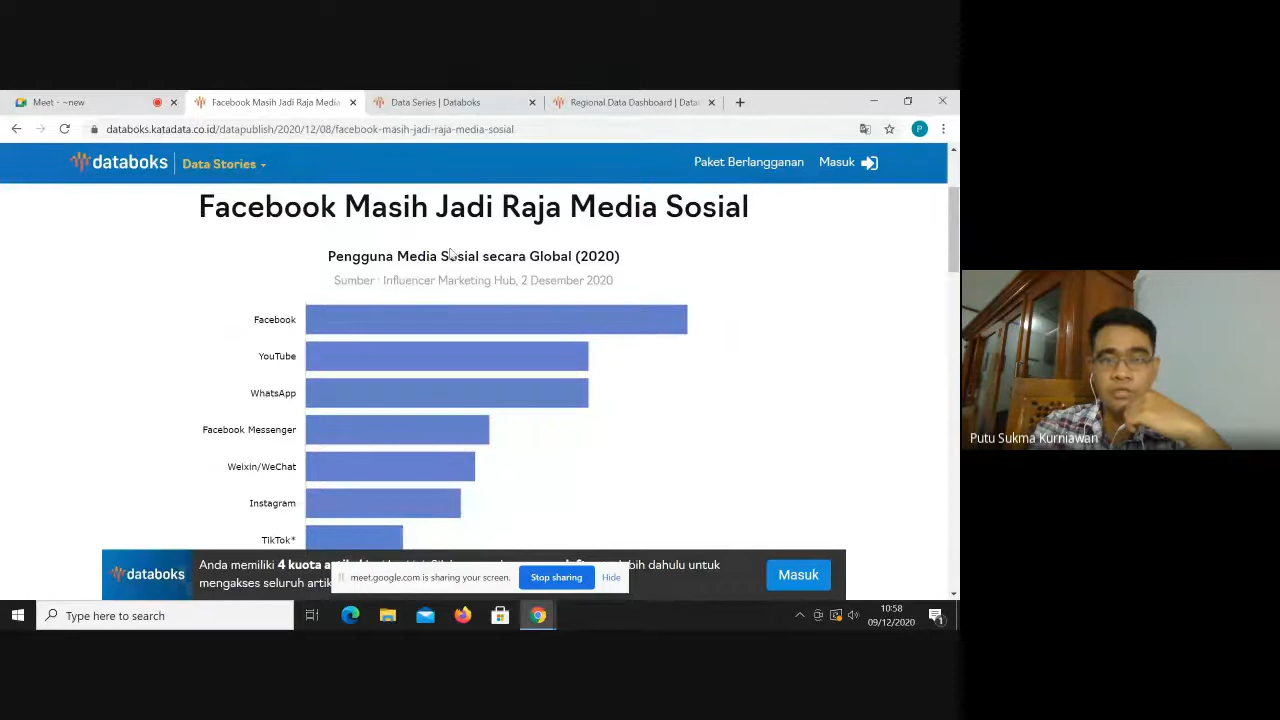 Meet - ~new
Facebook Masih Jadi Raja Media
Data Series | Databoks
Regional Data Dashboard | Data
databoks.katadata.co.id/datapublish/2020/12/08/facebook-masih-jadi-raja-media-sosial
P
databoks
Data Stories
Paket Berlangganan
Masuk
Facebook Masih Jadi Raja Media Sosial
Pengguna Media Sosial secara Global (2020)
Sumber : Influencer Marketing Hub, 2 Desember 2020
Facebook
YouTube
WhatsApp
Facebook Messenger
Weixin/WeChat
Instagram
TikTok*
databoks
Anda memiliki 4 kuota
bih dahulu untuk
mengakses seluruh
Masuk
meet.google.com is sharing your screen.
Stop sharing
Hide
Putu Sukma Kurniawan
Type here to search
10:58
09/12/2020
1